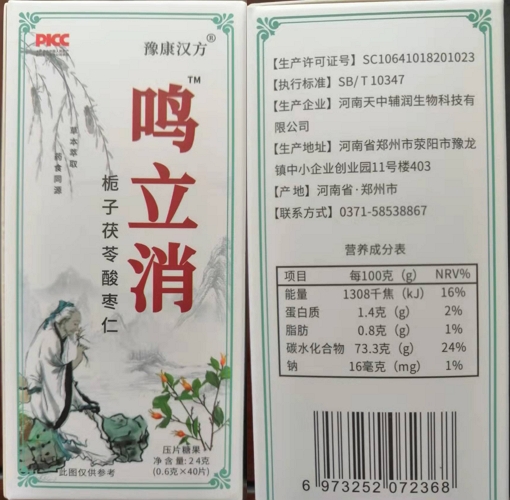 PICC
豫康汉方®
鸣立消™
草本萃取
药食同源
栀子茯苓酸枣仁
压片糖果
净含量:24克
(0.6克×40片)
此图仅供参考
【生产许可证号】SC10641018201023
【执行标准】SB/T 10347
【生产企业】河南天中辅润生物科技有
限公司
【生产地址】河南省郑州市荥阳市豫龙
镇中小企业创业园11号楼403
【产地】河南省·郑州市
【联系方式】0371-58538867
营养成分表
项目 每100克(g) NRV%
能量 1308千焦(kJ) 16%
蛋白质 1.4克(g) 2%
脂肪 0.8克(g) 1%
碳水化合物 73.3克(g) 24%
钠 16毫克(mg) 1%
6 973252 072368